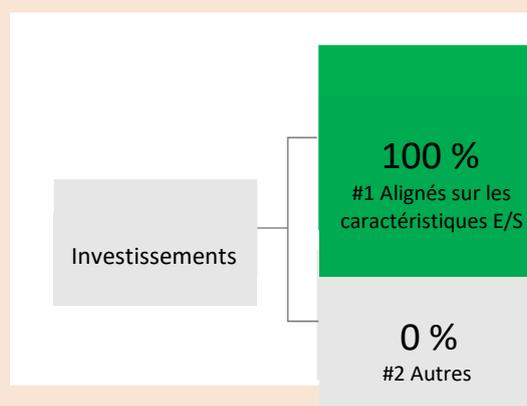 100 %
#1 Alignés sur les
caractéristiques E/S
Investissements
0 %
#2 Autres